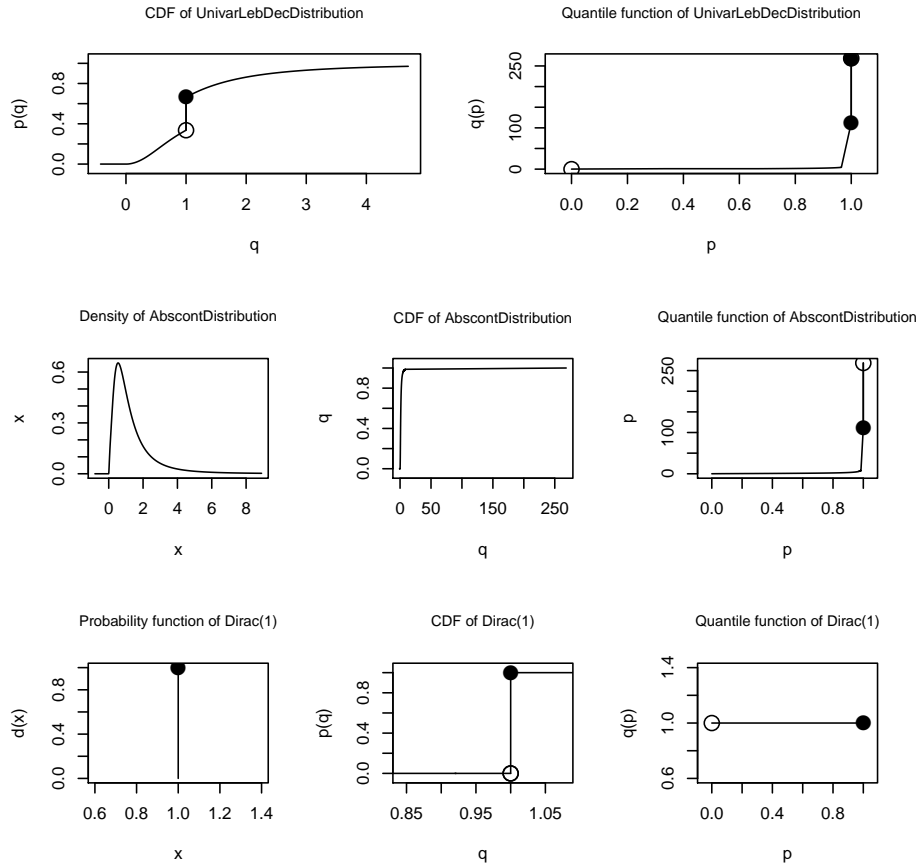 CDF of UnivarLebDecDistribution
p(q)
0.0 0.4 0.8
0 1 2 3 4
q
Quantile function of UnivarLebDecDistribution
q(p)
0 100 250
0.0 0.2 0.4 0.6 0.8 1.0
p
Density of AbscontDistribution
x
0.0 0.3 0.6
0 2 4 6 8
x
CDF of AbscontDistribution
q
0.0 0.4 0.8
0 50 150 250
q
Quantile function of AbscontDistribution
p
0 100 250
0.0 0.4 0.8
p
Probability function of Dirac(1)
d(x)
0.0 0.4 0.8
0.6 0.8 1.0 1.2 1.4
x
CDF of Dirac(1)
p(q)
0.0 0.4 0.8
0.85 0.95 1.05
q
Quantile function of Dirac(1)
q(p)
0.6 1.0 1.4
0.0 0.4 0.8
p